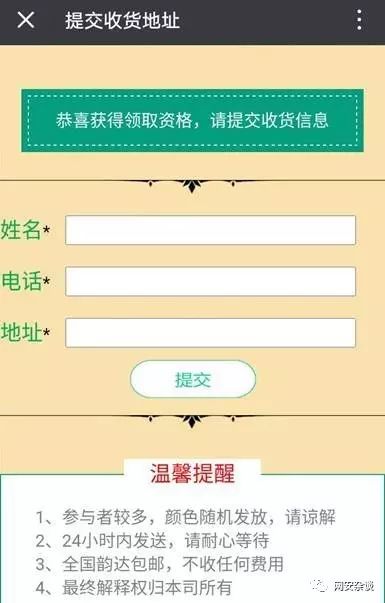 提交收货地址
恭喜获得领取资格，请提交收货信息
姓名*
电话*
地址*
提交
温馨提醒
1、参与者较多，颜色随机发放，请谅解
2、24小时内发送，请耐心等待
3、全国韵达包邮，不收任何费用
4、最终解释权归本司所有
网安杂谈